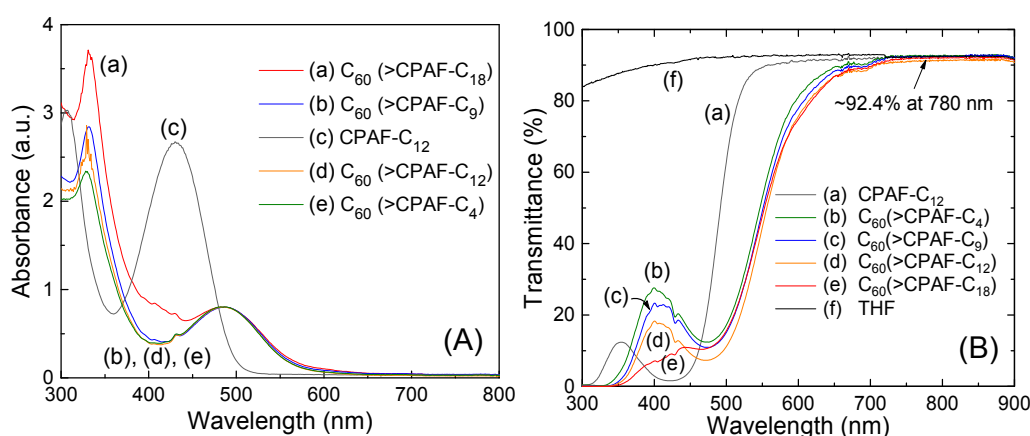 4
3
2
1
0
300
400
500
600
700
800
Absorbance (a.u.)
Wavelength (nm)
(a)
(c)
(b), (d), (e)
(A)
(a) C₆₀ (>CPAF-C₁₈)
(b) C₆₀ (>CPAF-C₉)
(c) CPAF-C₁₂
(d) C₆₀ (>CPAF-C₁₂)
(e) C₆₀ (>CPAF-C₄)
100
80
60
40
20
0
300
400
500
600
700
800
900
Transmittance (%)
Wavelength (nm)
(f)
(a)
~92.4% at 780 nm
(b)
(c)
(d)
(e)
(B)
(a) CPAF-C₁₂
(b) C₆₀(>CPAF-C₄)
(c) C₆₀(>CPAF-C₉)
(d) C₆₀(>CPAF-C₁₂)
(e) C₆₀(>CPAF-C₁₈)
(f) THF